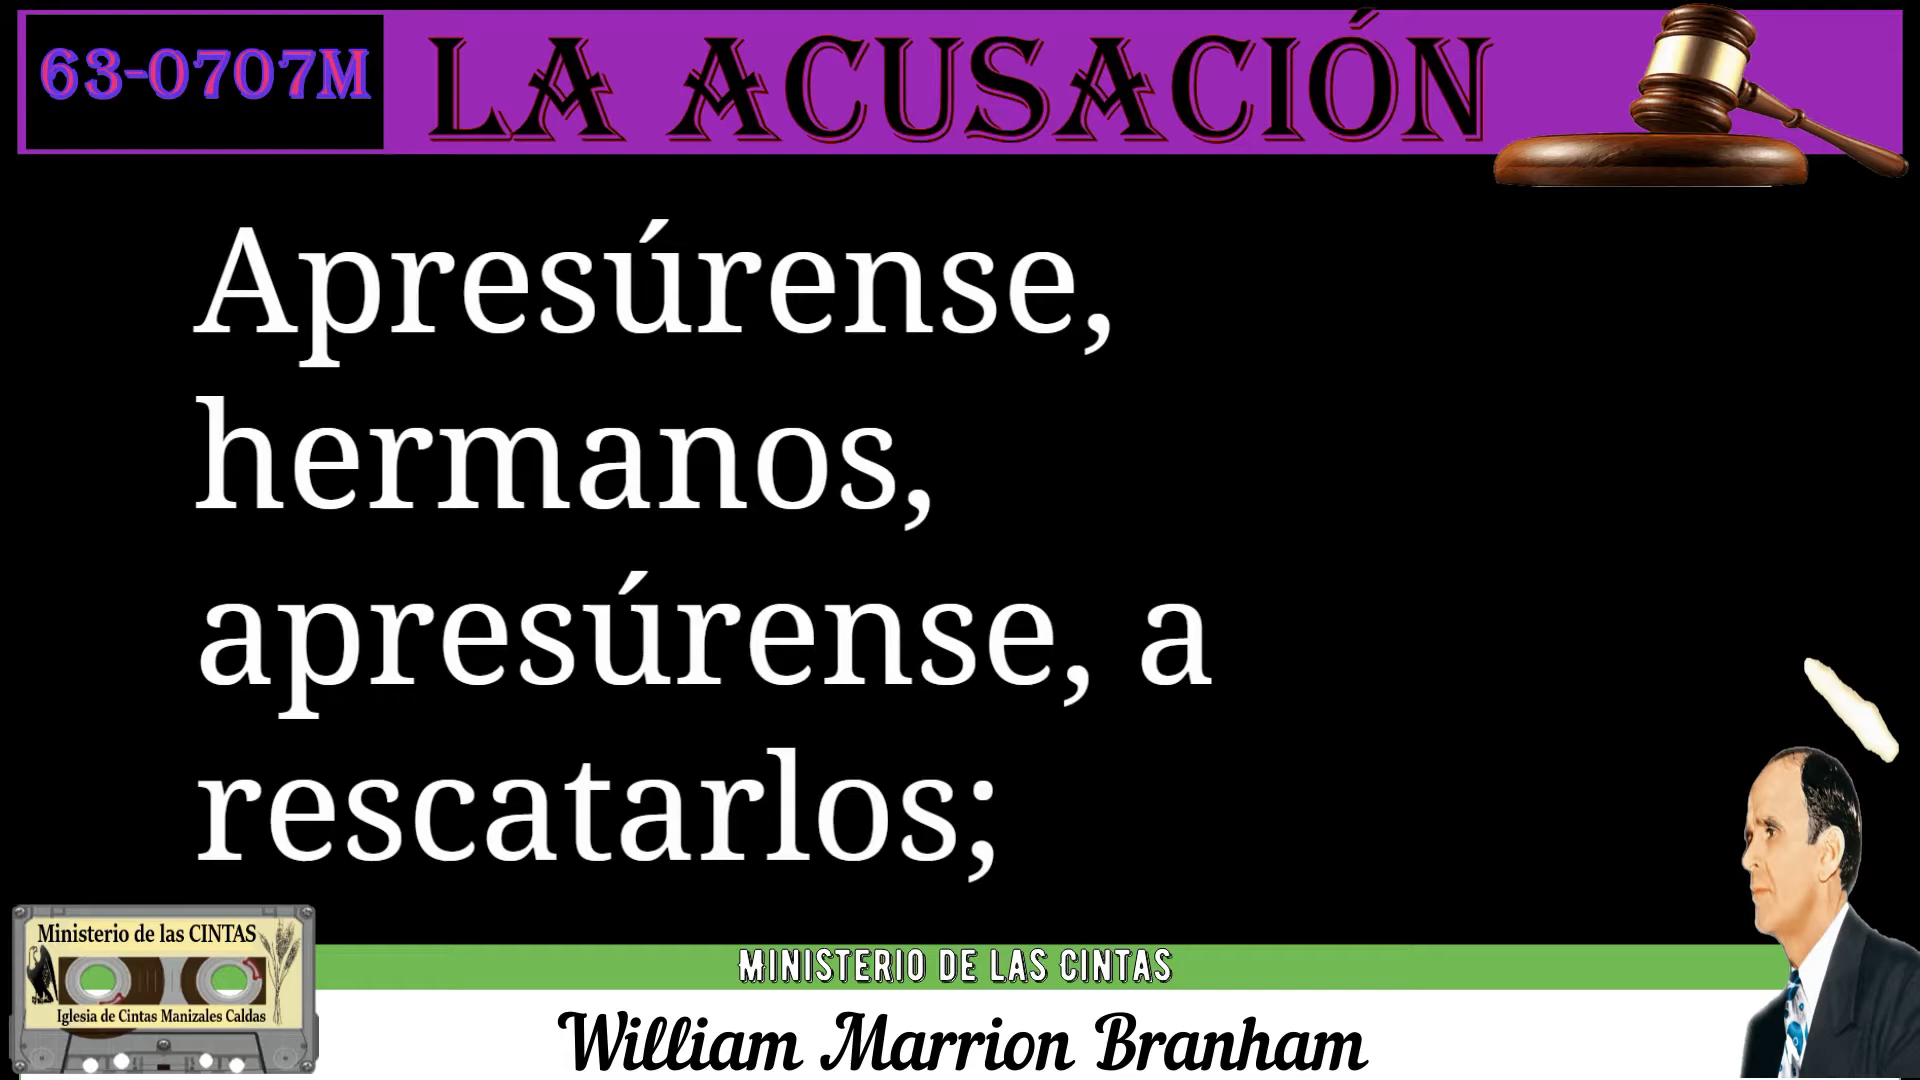 63-0707M
LA ACUSACIÓN
Apresúrense,
hermanos,
apresúrense, a
rescatarlos;
Ministerio de las CINTAS
Iglesia de Cintas Manizales Caldas
MINISTERIO DE LAS CINTAS
William Marrion Branham